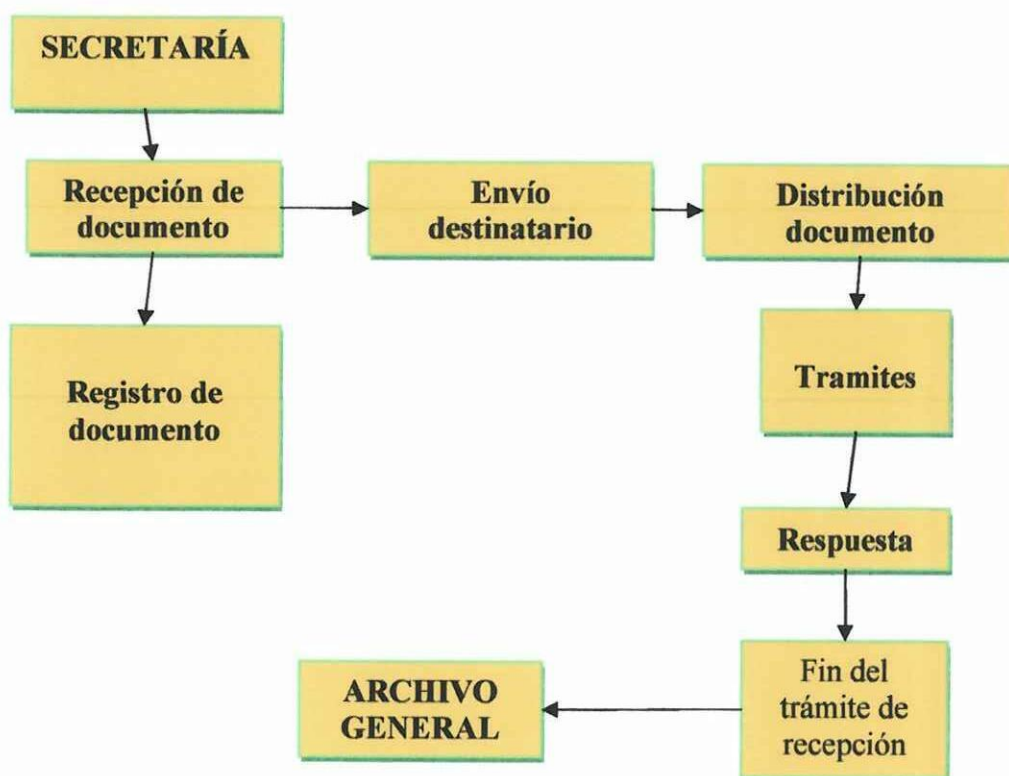 SECRETARÍA
Recepción de
documento
Envío
destinatario
Distribución
documento
Registro de
documento
Tramites
Respuesta
Fin del
trámite de
recepción
ARCHIVO
GENERAL